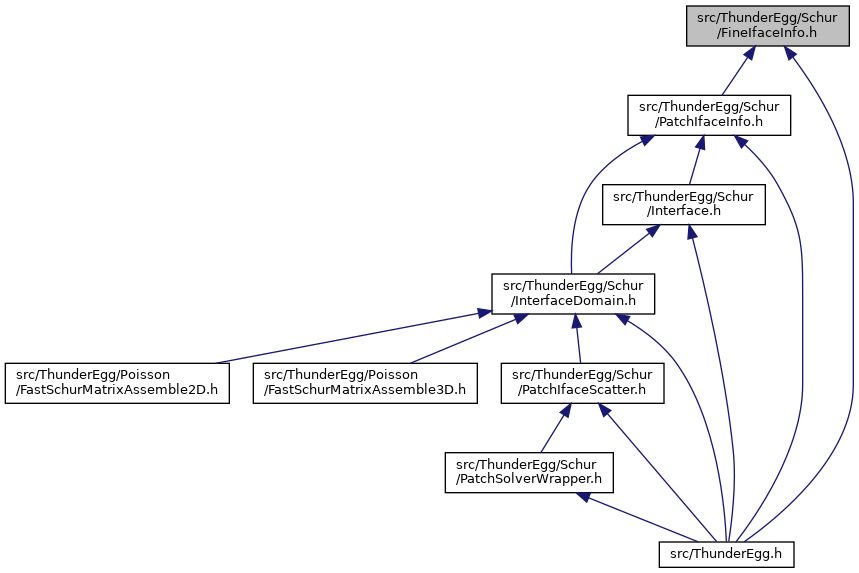 src/ThunderEgg/Schur
/FineIfaceInfo.h
src/ThunderEgg/Schur
/PatchIfaceInfo.h
src/ThunderEgg/Schur
/Interface.h
src/ThunderEgg/Schur
/InterfaceDomain.h
src/ThunderEgg/Poisson
/FastSchurMatrixAssemble2D.h
src/ThunderEgg/Poisson
/FastSchurMatrixAssemble3D.h
src/ThunderEgg/Schur
/PatchIfaceScatter.h
src/ThunderEgg/Schur
/PatchSolverWrapper.h
src/ThunderEgg.h